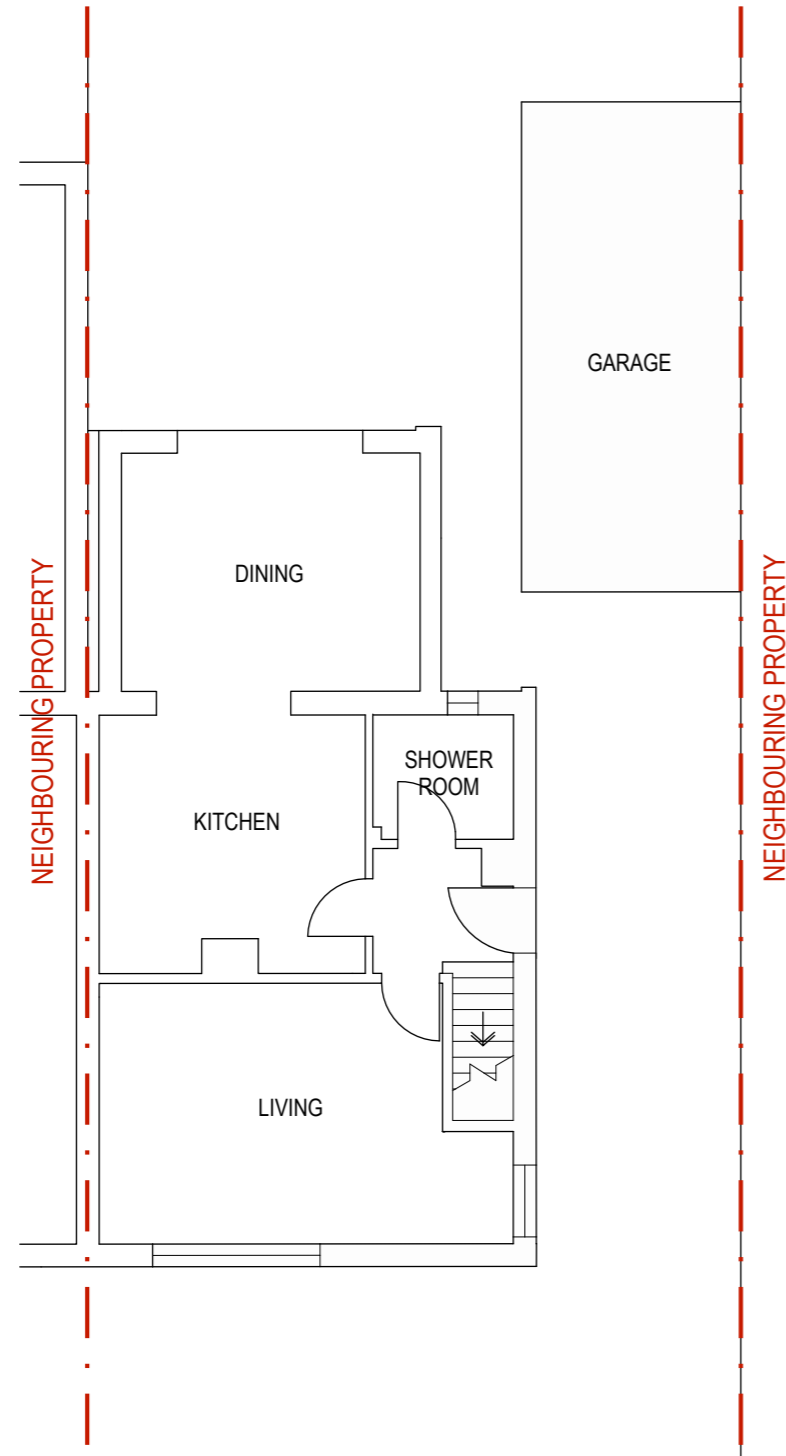 GARAGE
DINING
NEIGHBOURING PROPERTY
NEIGHBOURING PROPERTY
SHOWER
ROOM
KITCHEN
LIVING